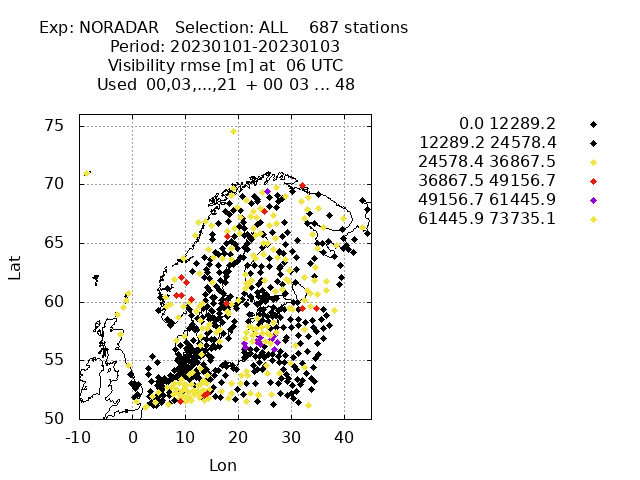 Exp: NORADAR   Selection: ALL    687 stations
Period: 20230101-20230103
Visibility rmse [m] at  06 UTC
Used  00,03,...,21  + 00 03 ... 48
0.0 12289.2
12289.2 24578.4
24578.4 36867.5
36867.5 49156.7
49156.7 61445.9
61445.9 73735.1
75
70
65
60
55
50
Lat
-10 0 10 20 30 40
Lon